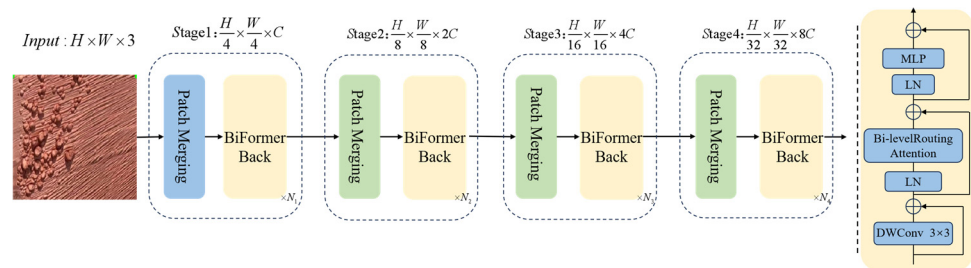 Input : H×W×3
Stage1: H/4 × W/4 × C
Stage2: H/8 × W/8 × 2C
Stage3: H/16 × W/16 × 4C
Stage4: H/32 × W/32 × 8C
Patch Merging
BiFormer
Back
×N₁
Patch Merging
BiFormer
Back
×N₂
Patch Merging
BiFormer
Back
×N₃
Patch Merging
BiFormer
Back
×N₄
MLP
LN
Bi-levelRouting
Attention
LN
DWConv 3×3